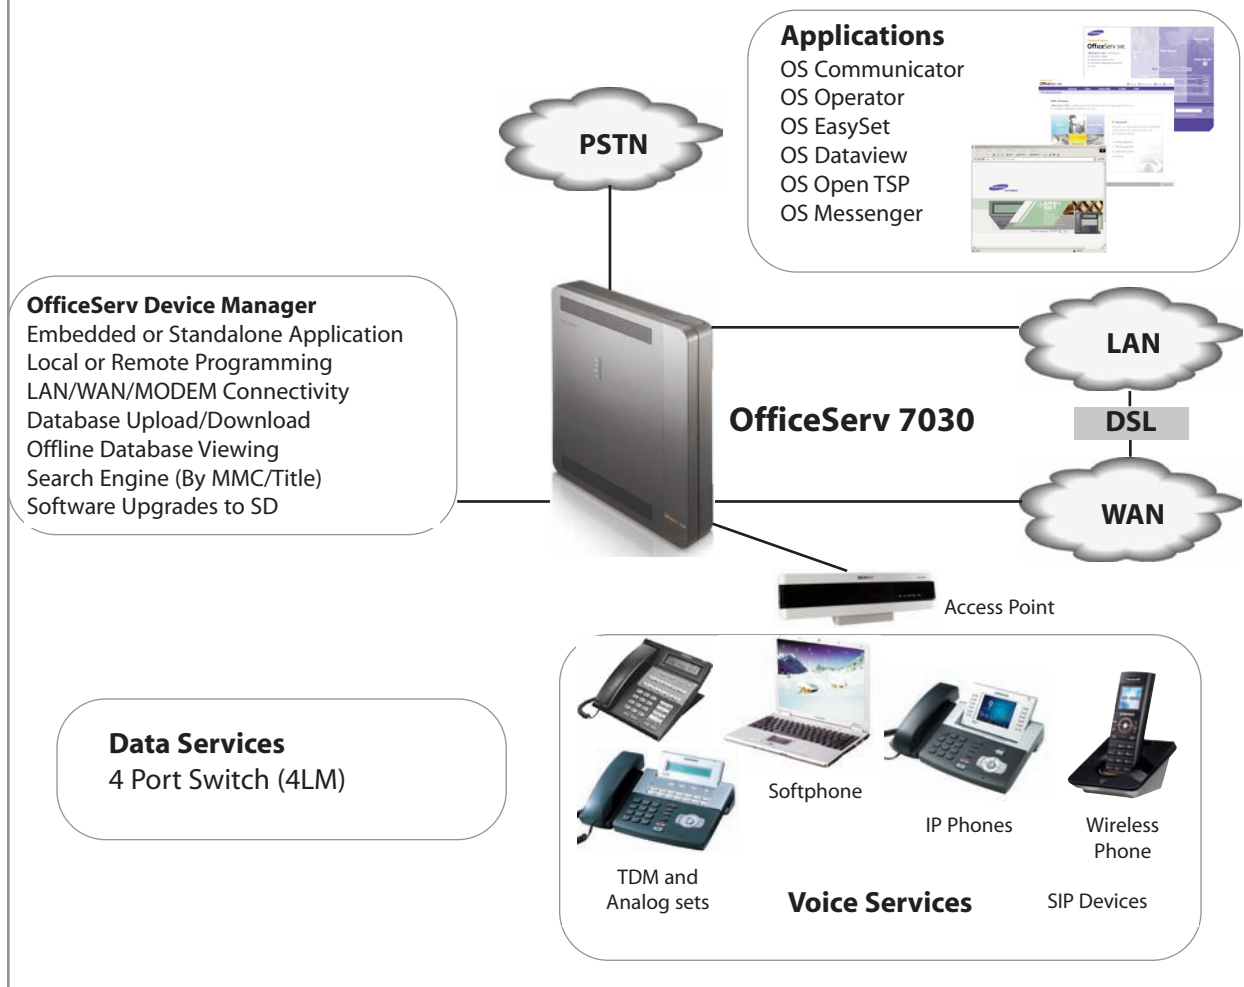 Applications
OS Communicator
OS Operator
OS EasySet
OS Dataview
OS Open TSP
OS Messenger
PSTN
OfficeServ Device Manager
Embedded or Standalone Application
Local or Remote Programming
LAN/WAN/MODEM Connectivity
Database Upload/Download
Offline Database Viewing
Search Engine (By MMC/Title)
Software Upgrades to SD
OfficeServ 7030
LAN
DSL
WAN
Access Point
Data Services
4 Port Switch (4LM)
Softphone
IP Phones
Wireless
Phone
TDM and
Analog sets
Voice Services
SIP Devices